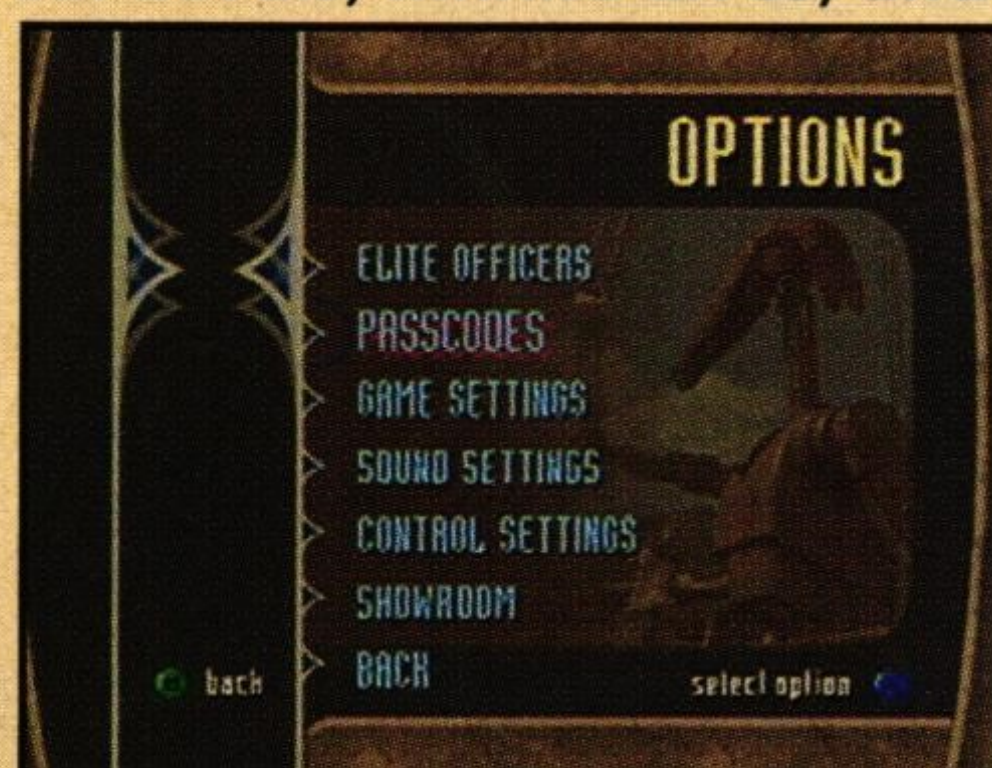 OPTIONS
ELITE OFFICERS
PASSCODES
GAME SETTINGS
SOUND SETTINGS
CONTROL SETTINGS
SHOWROOM
BACK
back
select option